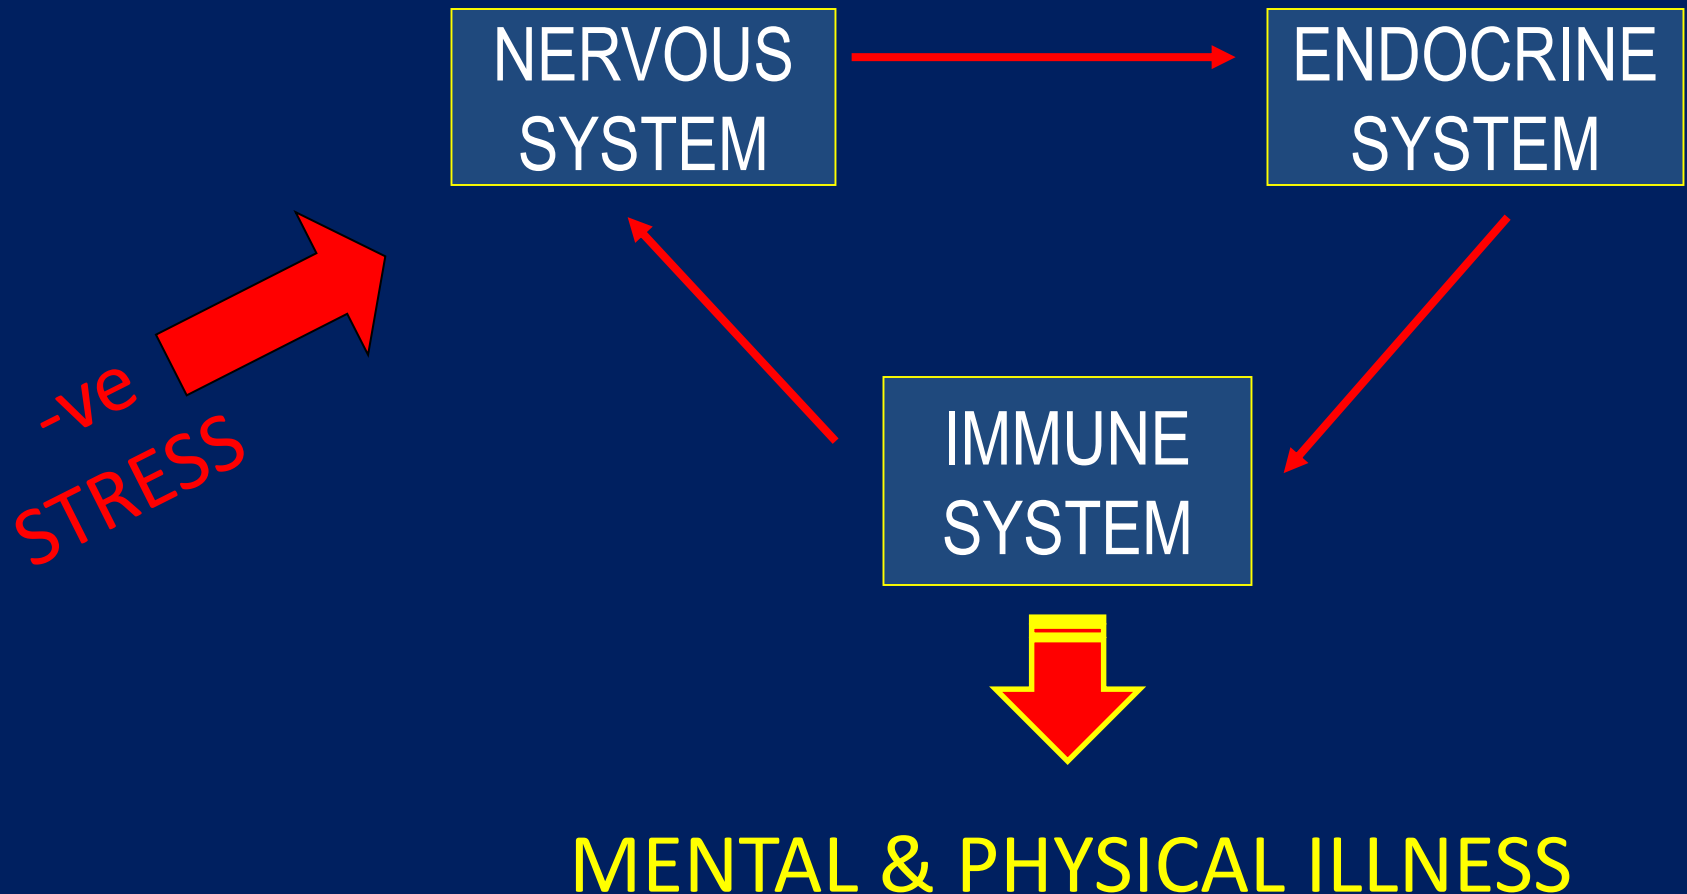 NERVOUS
SYSTEM
ENDOCRINE
SYSTEM
-ve
STRESS
IMMUNE
SYSTEM
MENTAL & PHYSICAL ILLNESS